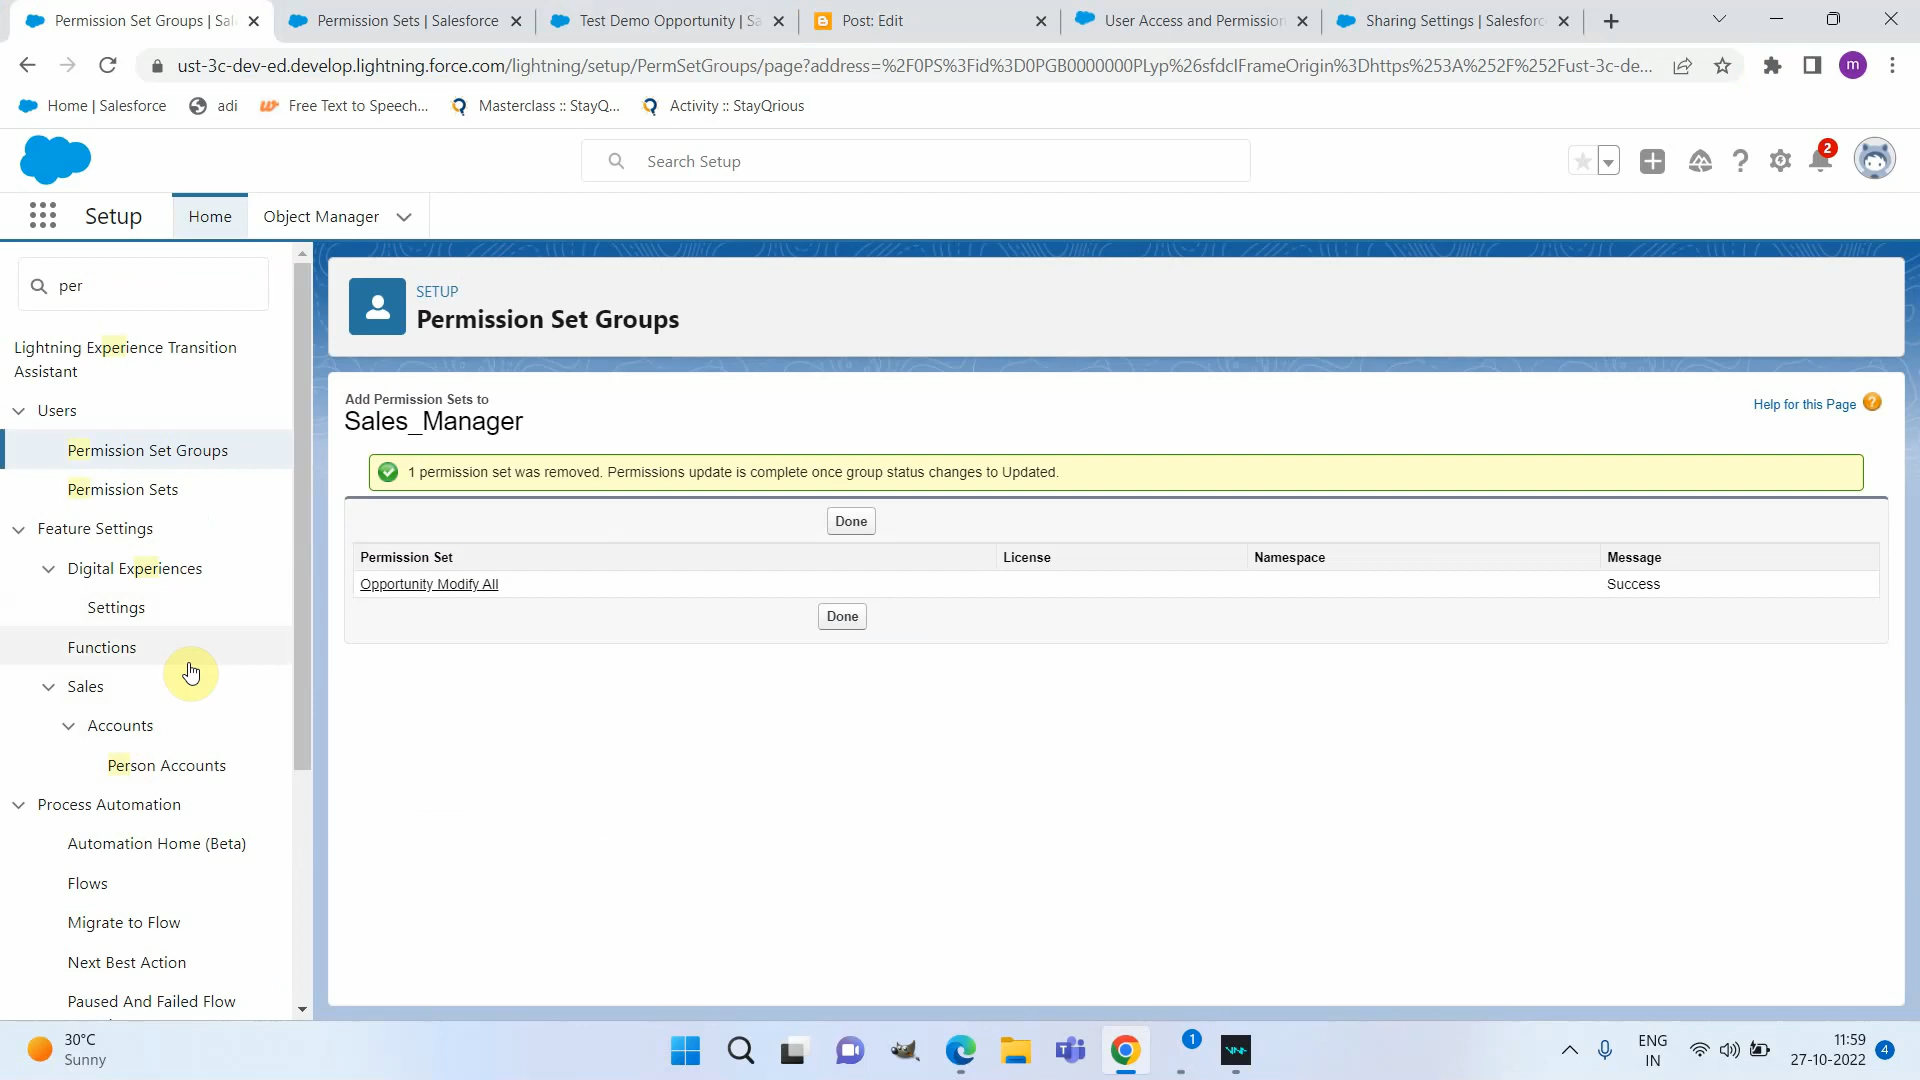 Permission Set Groups | Sal
Permission Sets | Salesforce
Test Demo Opportunity | Sa
Post: Edit
User Access and Permission
Sharing Settings | Salesforce
ust-3c-dev-ed.develop.lightning.force.com/lightning/setup/PermSetGroups/page?address=%2F0PS%3Fid%3D0PGB0000000PLyp%26sfdcIFrameOrigin%3Dhttps%253A%252F%252Fust-3c-de...
m
Home | Salesforce
adi
Free Text to Speech...
Masterclass :: StayQ...
Activity :: StayQrious
Search Setup
2
Setup
Home
Object Manager
per
Lightning Experience Transition
Assistant
Users
Permission Set Groups
Permission Sets
Feature Settings
Digital Experiences
Settings
Functions
Sales
Accounts
Person Accounts
Process Automation
Automation Home (Beta)
Flows
Migrate to Flow
Next Best Action
Paused And Failed Flow
SETUP
Permission Set Groups
Add Permission Sets to
Sales_Manager
Help for this Page
1 permission set was removed. Permissions update is complete once group status changes to Updated.
Done
Permission Set License Namespace Message
Opportunity Modify All Success
Done
30°C
Sunny
1
ENG
IN
11:59
27-10-2022
4